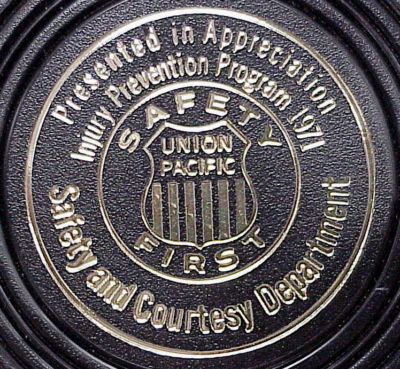 Presented in Appreciation
Injury Prevention Program 1971
SAFETY
UNION
PACIFIC
FIRST
Safety and Courtesy Department